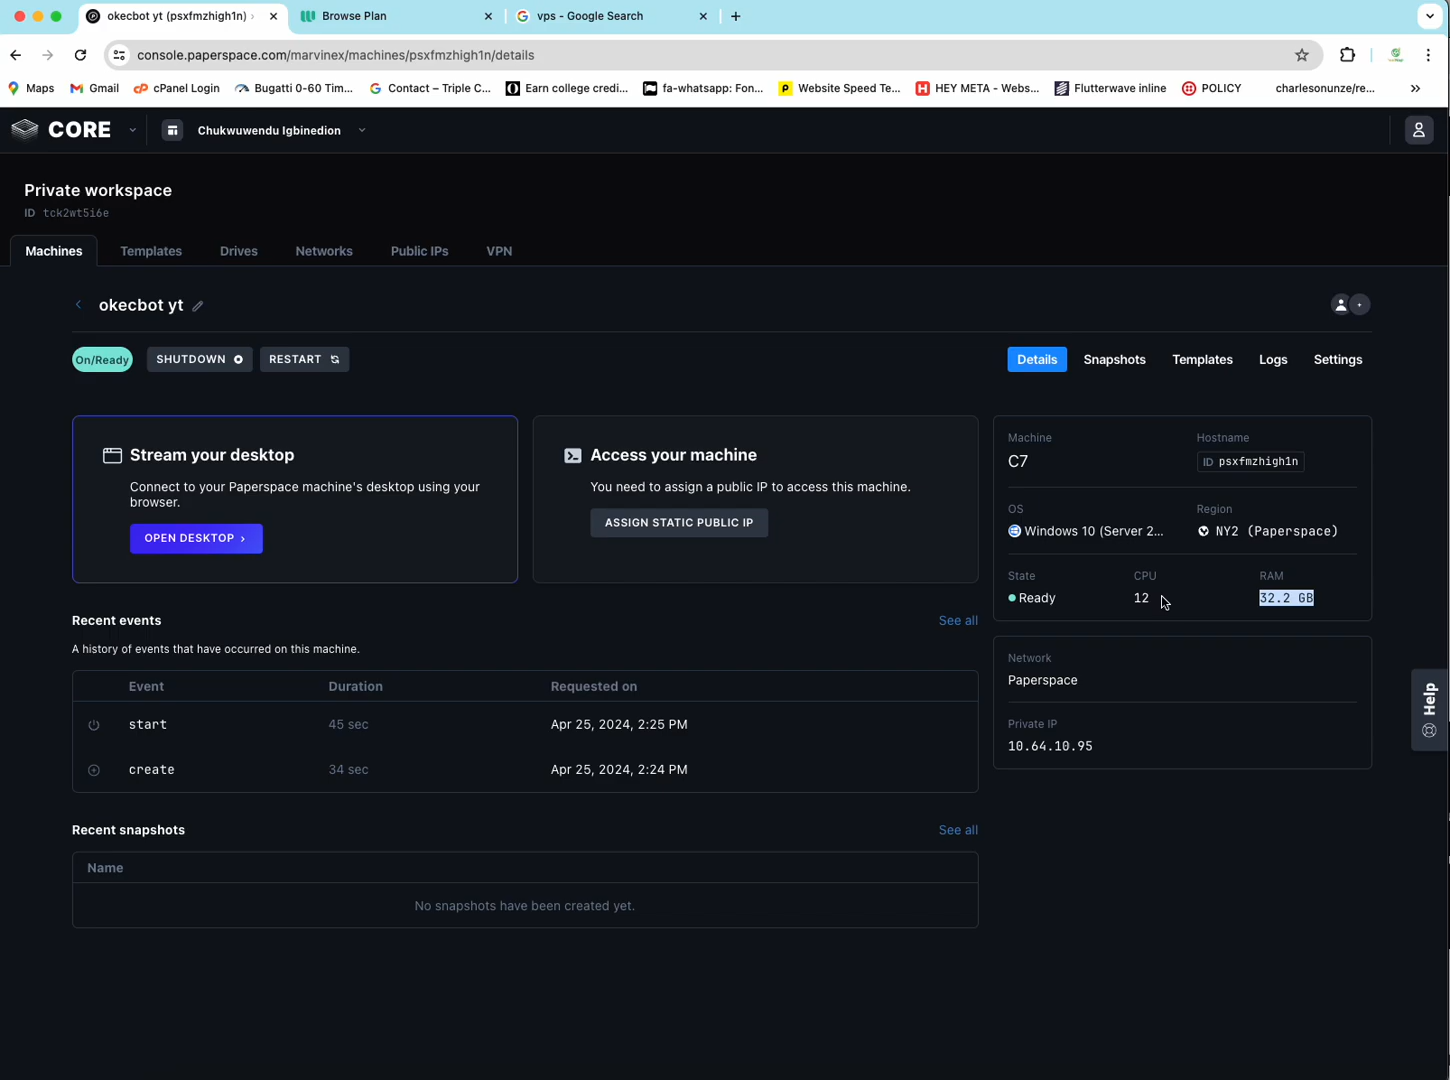 okecbot yt (psxfmzhigh1n)
Browse Plan
vps - Google Search
console.paperspace.com/marvinex/machines/psxfmzhigh1n/details
Maps
Gmail
cPanel Login
Bugatti 0-60 Tim...
Contact – Triple C...
Earn college credi...
fa-whatsapp: Fon...
Website Speed Te...
HEY META - Webs...
Flutterwave inline
POLICY
charlesonunze/re...
CORE
Chukwuwendu Igbinedion
Private workspace
ID tck2wt5i6e
Machines
Templates
Drives
Networks
Public IPs
VPN
okecbot yt
On/Ready
SHUTDOWN
RESTART
Details
Snapshots
Templates
Logs
Settings
Stream your desktop
Connect to your Paperspace machine's desktop using your
browser.
OPEN DESKTOP
Access your machine
You need to assign a public IP to access this machine.
ASSIGN STATIC PUBLIC IP
Machine
C7
Hostname
ID psxfmzhigh1n
OS
Windows 10 (Server 2...
Region
NY2 (Paperspace)
State
Ready
CPU
12
RAM
32.2 GB
Network
Paperspace
Private IP
10.64.10.95
Help
Recent events
See all
A history of events that have occurred on this machine.
Event
Duration
Requested on
start
45 sec
Apr 25, 2024, 2:25 PM
create
34 sec
Apr 25, 2024, 2:24 PM
Recent snapshots
See all
Name
No snapshots have been created yet.